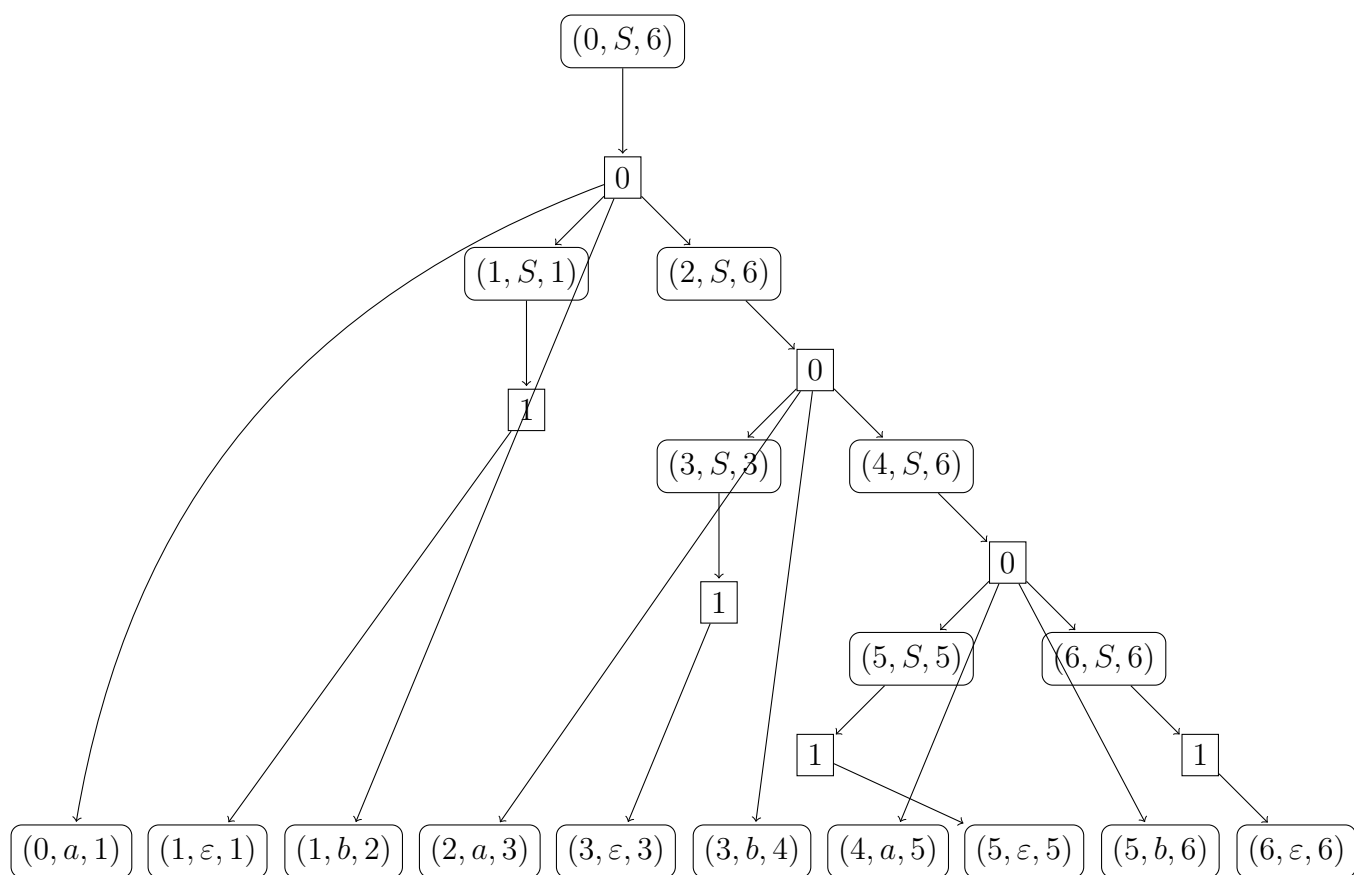 (0, S, 6)
0
(1, S, 1) (2, S, 6)
0
1
(3, S, 3) (4, S, 6)
0
1
(5, S, 5) (6, S, 6)
1 1
(0, a, 1) (1, ε, 1) (1, b, 2) (2, a, 3) (3, ε, 3) (3, b, 4) (4, a, 5) (5, ε, 5) (5, b, 6) (6, ε, 6)